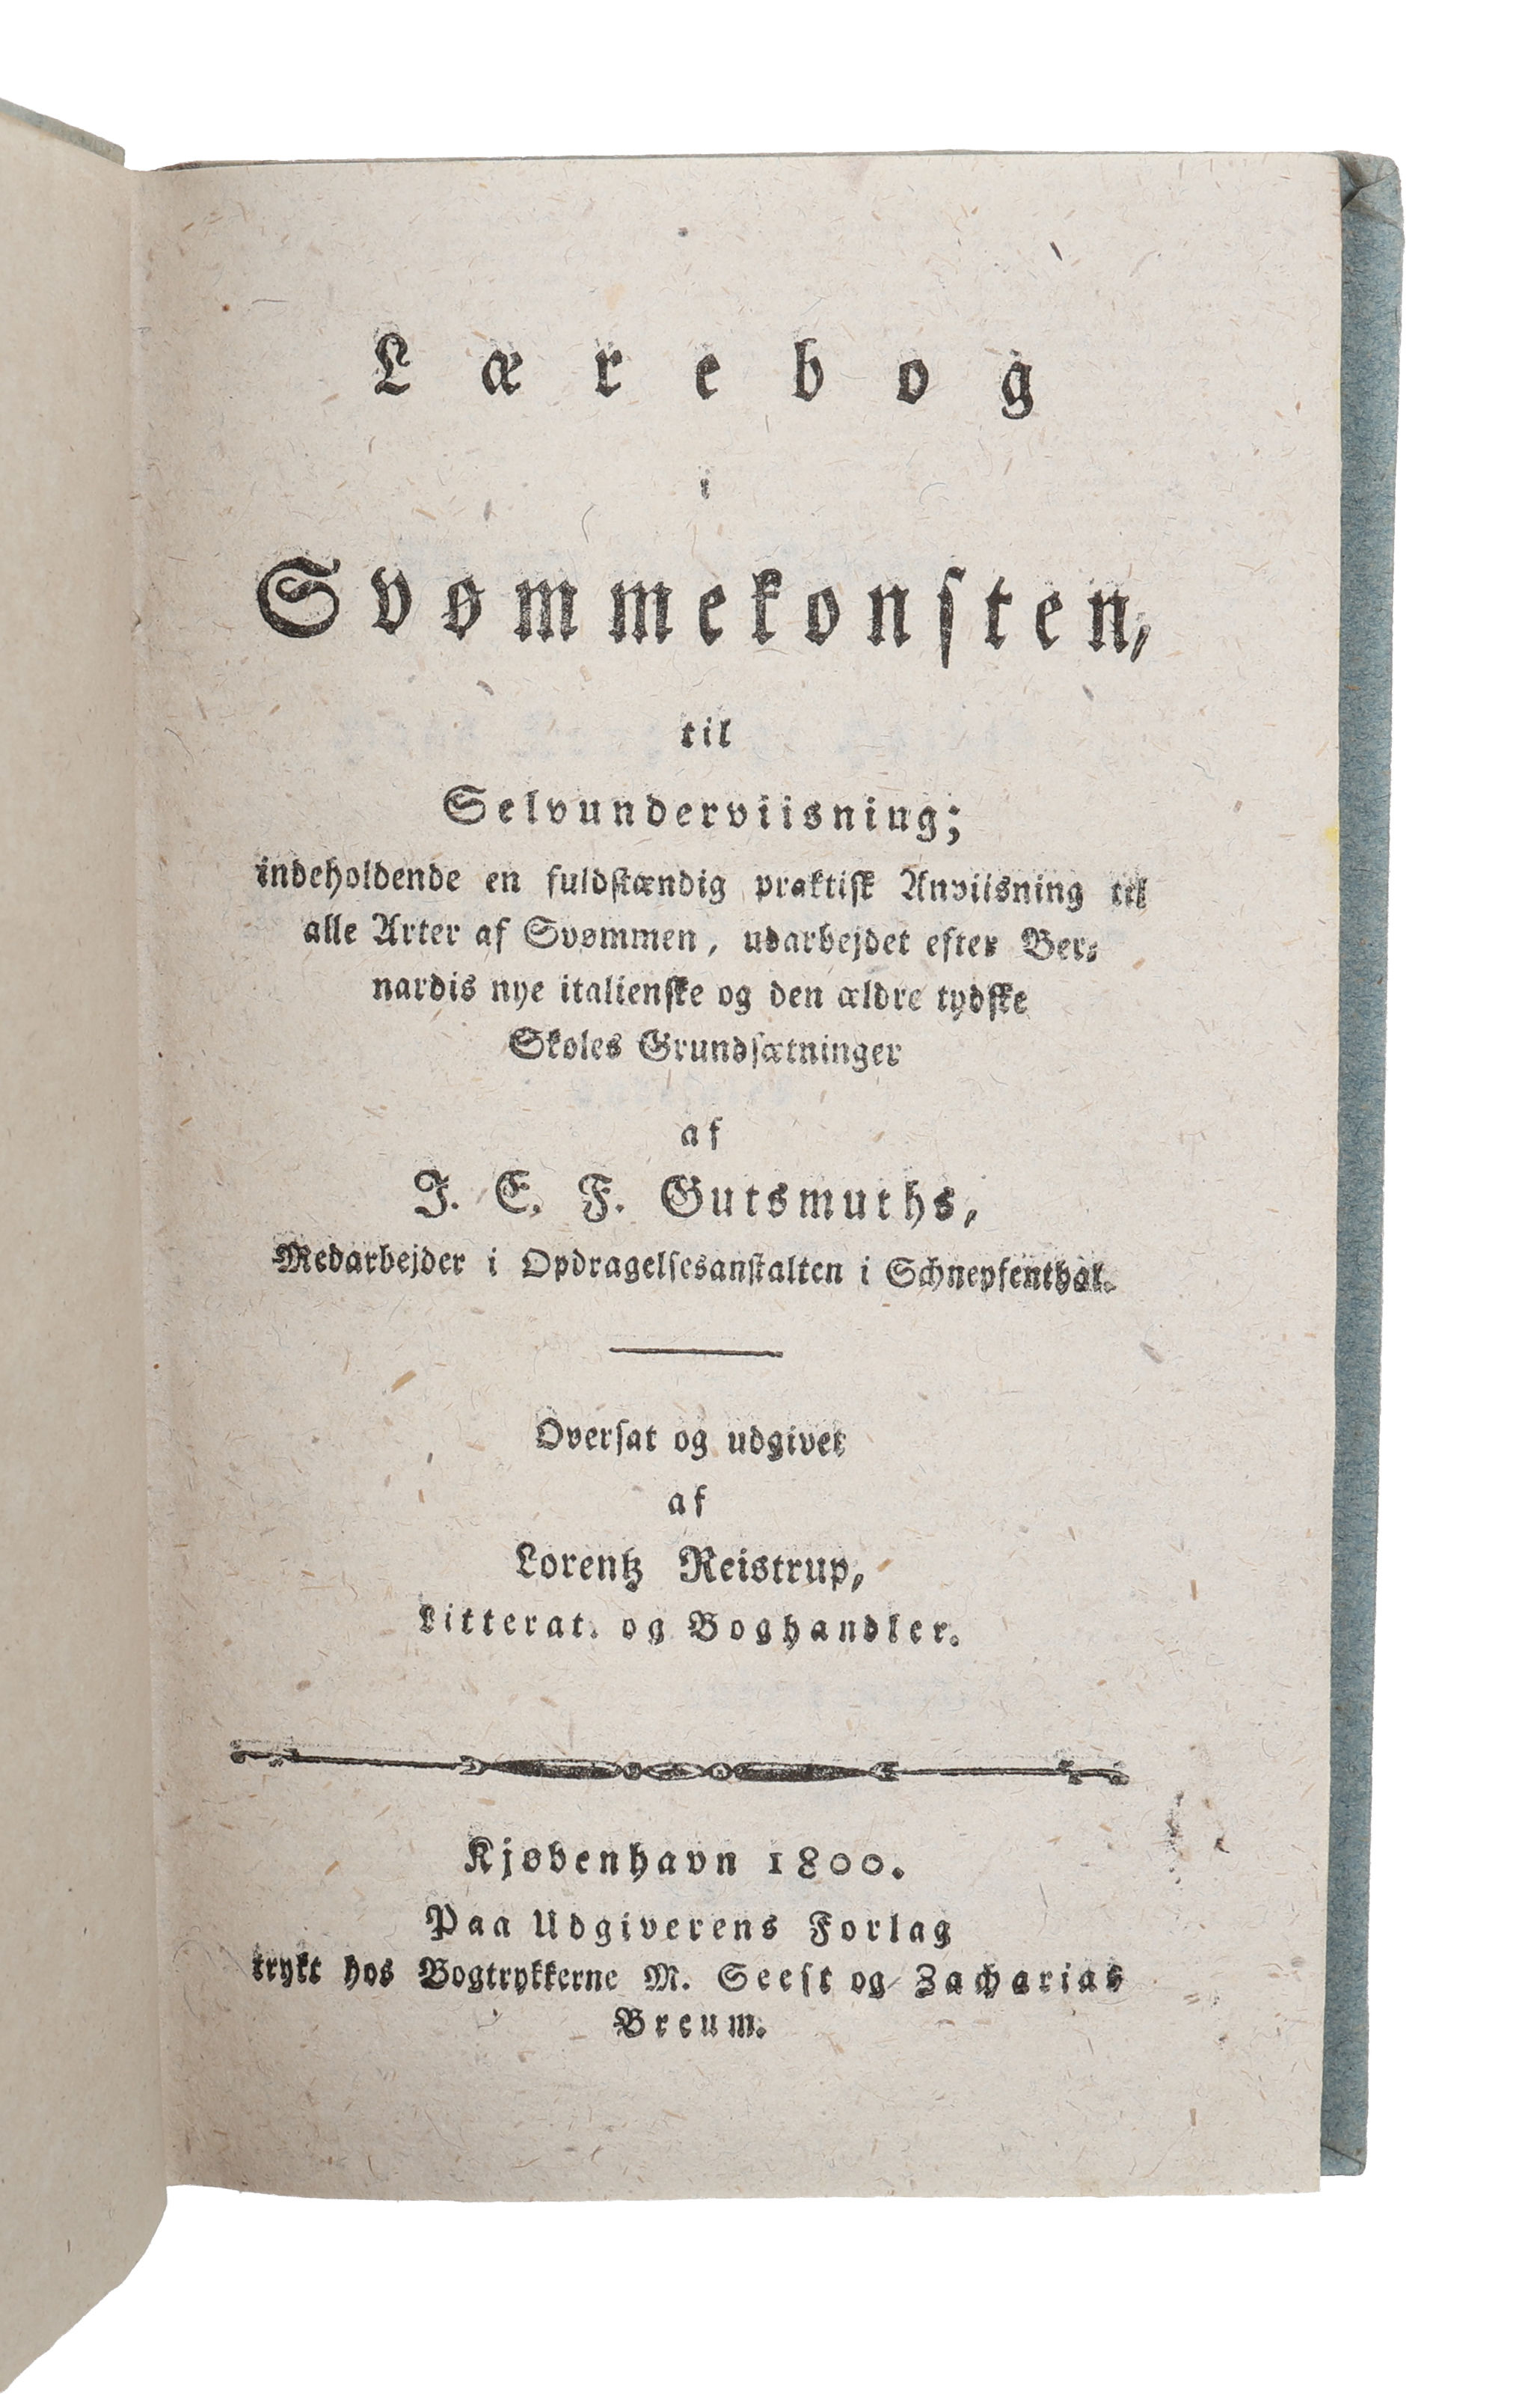 Lærebog
i
Svømmekonsten,
til
Selvunderviisning;
indeholdende en fuldstændig praktisk Anviisning til
alle Arter af Svømmen, udarbejdet efter Ber-
nardis nye italienske og den ældre tydske
Skoles Grundsætninger
af
J. C. F. Gutsmuths,
Medarbejder i Opdragelsesanstalten i Schnepfenthal.
Oversat og udgivet
af
Lorentz Reistrup,
Litterat. og Boghandler.
Kjøbenhavn 1800.
Paa Udgiverens Forlag
trykt hos Bogtrykkerne M. Seest og Zacharias
Breum.